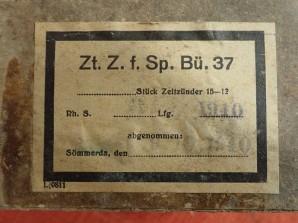 Zt. Z. f. Sp. Bü. 37
Stück Zeitzünder 15—12
Rh. S. Lfg. 1940
abgenommen:
Sömmerda, den